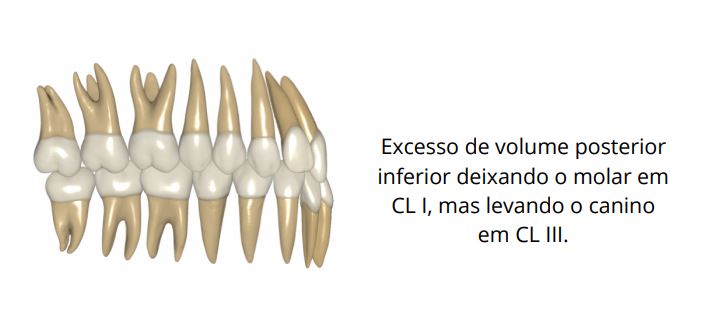 Excesso de volume posterior
inferior deixando o molar em
CL I, mas levando o canino
em CL III.